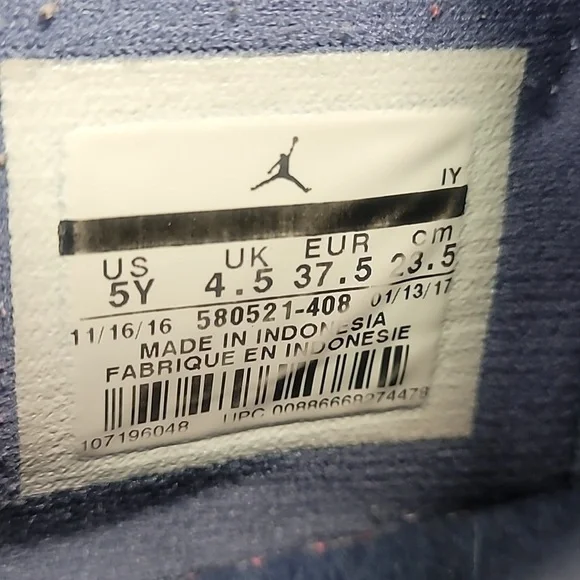 IY
US UK EUR cm
5Y 4.5 37.5 23.5
11/16/16 580521-408 01/13/17
MADE IN INDONESIA
FABRIQUE EN INDONESIE
107196048 UPC 00886668274478